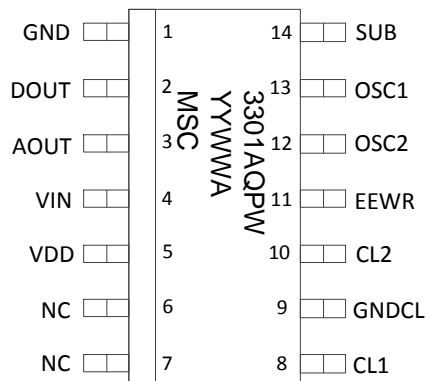 GND 1 14 SUB
DOUT 2 13 OSC1
AOUT 3 12 OSC2
VIN 4 11 EEWR
VDD 5 10 CL2
NC 6 9 GNDCL
NC 7 8 CL1
3301AQPW
YYWWA
MSC